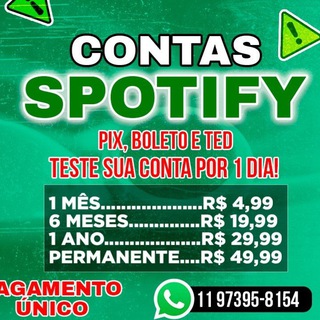 CONTAS
SPOTIFY
PIX, BOLETO E TED
TESTE SUA CONTA POR 1 DIA!
1 MÊS....................R$ 4,99
6 MESES..............R$ 19,99
1 ANO..................R$ 29,99
PERMANENTE....R$ 49,99
AGAMENTO
ÚNICO
11 97395-8154